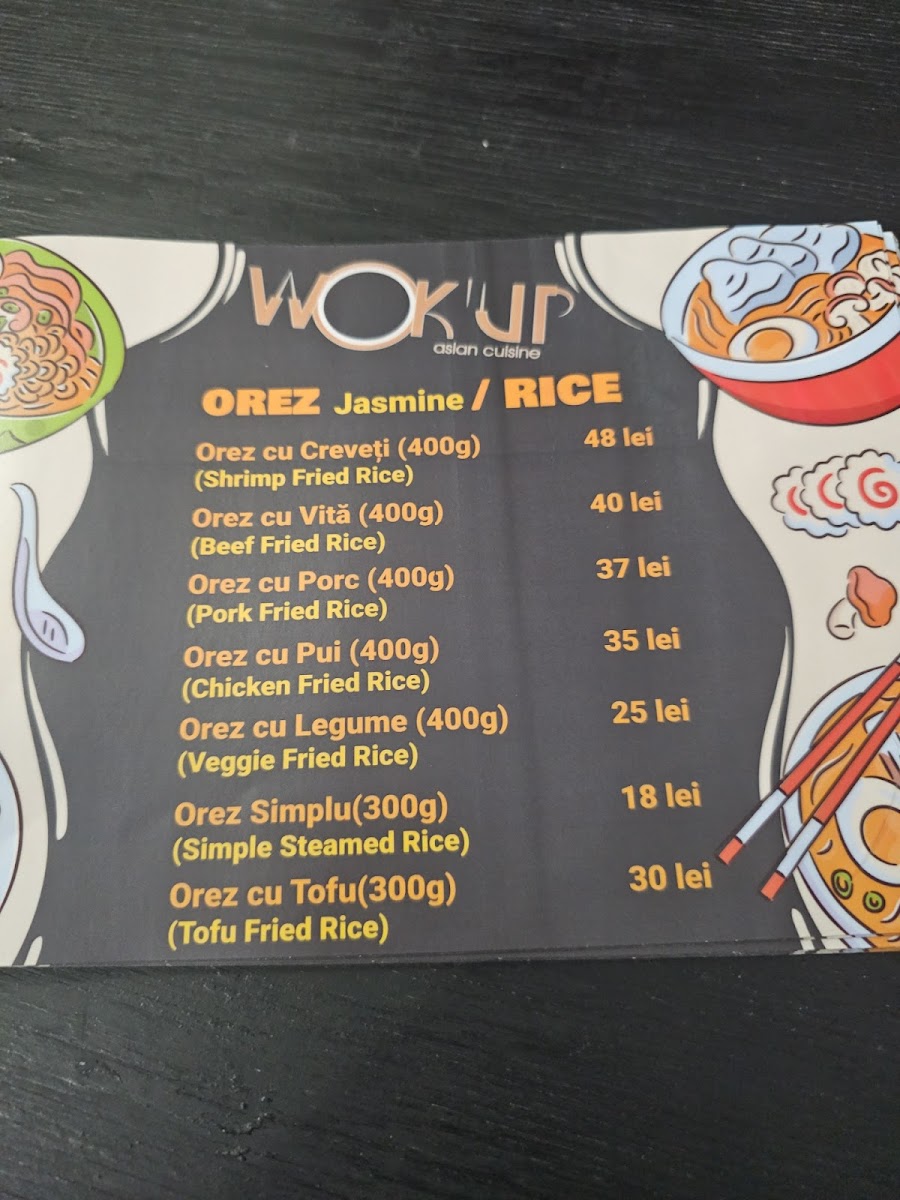 WOK'UP
asian cuisine
OREZ Jasmine / RICE
Orez cu Creveți (400g) 48 lei
(Shrimp Fried Rice)
Orez cu Vită (400g) 40 lei
(Beef Fried Rice)
Orez cu Porc (400g) 37 lei
(Pork Fried Rice)
Orez cu Pui (400g) 35 lei
(Chicken Fried Rice)
Orez cu Legume (400g) 25 lei
(Veggie Fried Rice)
Orez Simplu(300g) 18 lei
(Simple Steamed Rice)
Orez cu Tofu(300g) 30 lei
(Tofu Fried Rice)